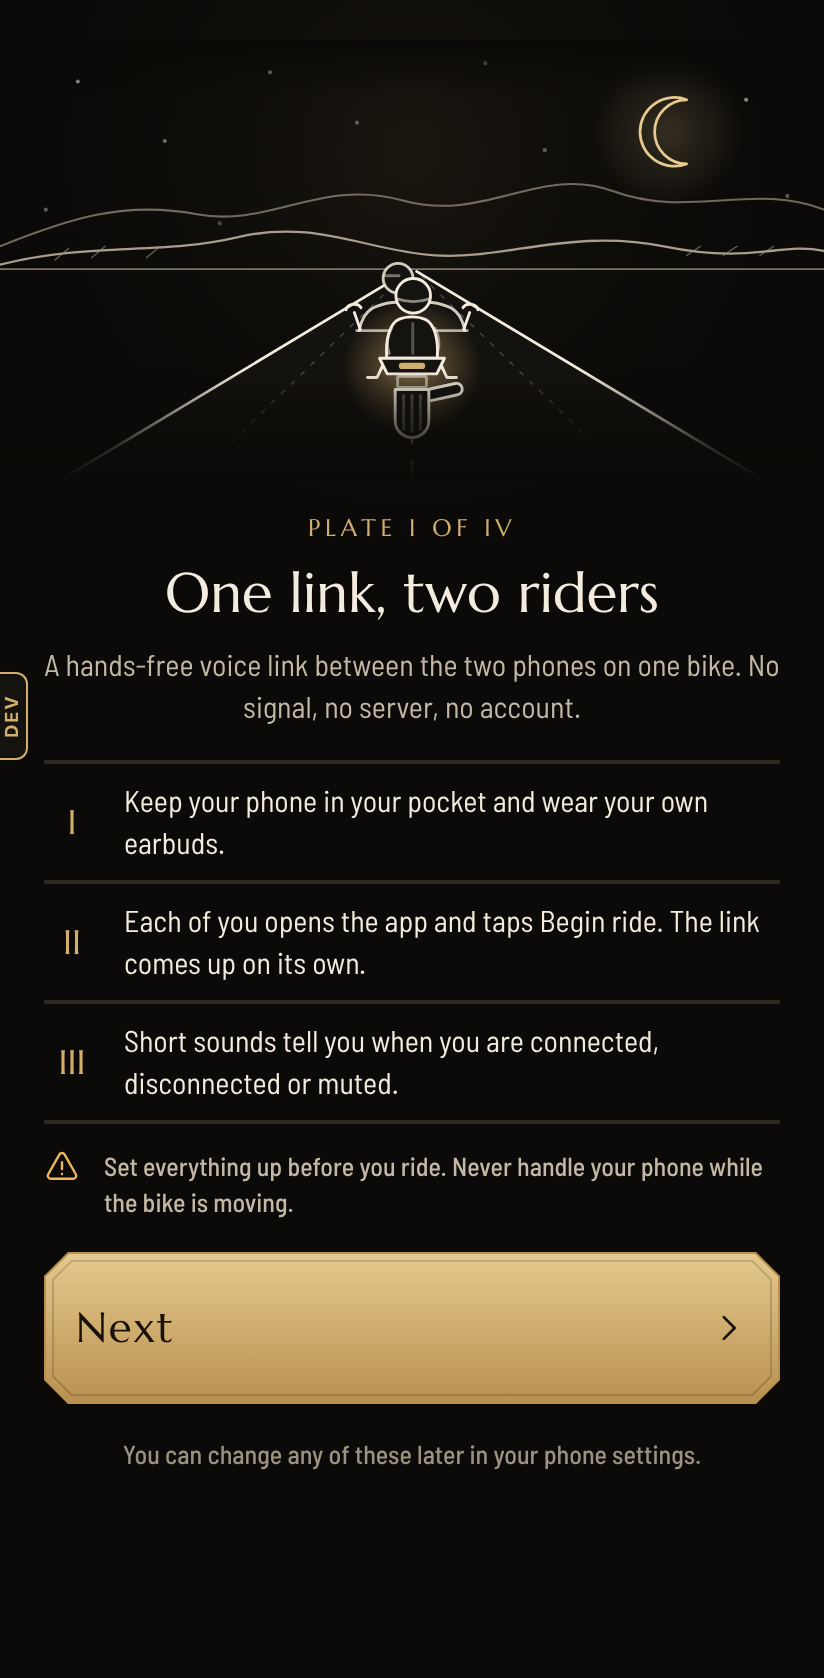 PLATE I OF IV
One link, two riders
A hands-free voice link between the two phones on one bike. No
signal, no server, no account.
DEV
I
Keep your phone in your pocket and wear your own
earbuds.
II
Each of you opens the app and taps Begin ride. The link
comes up on its own.
III
Short sounds tell you when you are connected,
disconnected or muted.
Set everything up before you ride. Never handle your phone while
the bike is moving.
Next
You can change any of these later in your phone settings.